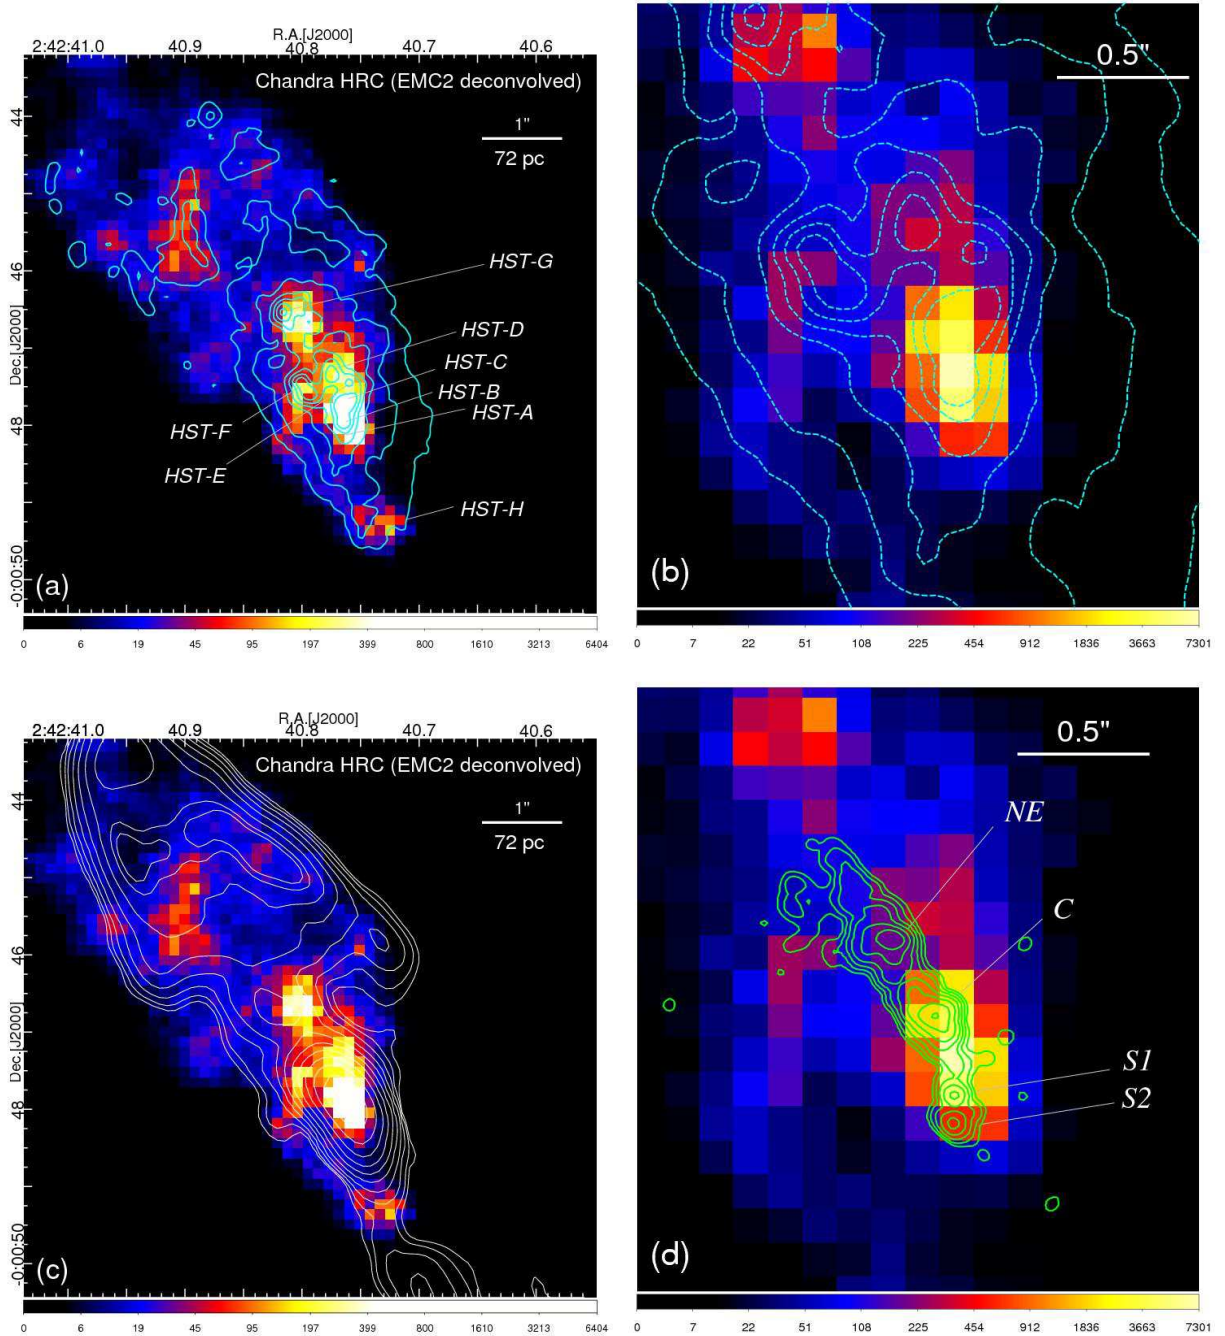 R.A.[J2000]
2:42:41.0 40.9 40.8 40.7 40.6
Chandra HRC (EMC2 deconvolved)
1"
72 pc
44
46
48
-0:00:50
Dec.[J2000]
HST-G
HST-D
HST-C
HST-B
HST-A
HST-F
HST-E
HST-H
(a)
0 6 19 45 95 197 399 800 1610 3213 6404
0.5"
(b)
0 7 22 51 108 225 454 912 1836 3663 7301
R.A.[J2000]
2:42:41.0 40.9 40.8 40.7 40.6
Chandra HRC (EMC2 deconvolved)
1"
72 pc
44
46
48
-0:00:50
Dec.[J2000]
(c)
0 6 19 45 95 197 399 800 1610 3213 6404
0.5"
NE
C
S1
S2
(d)
0 7 22 51 108 225 454 912 1836 3663 7301